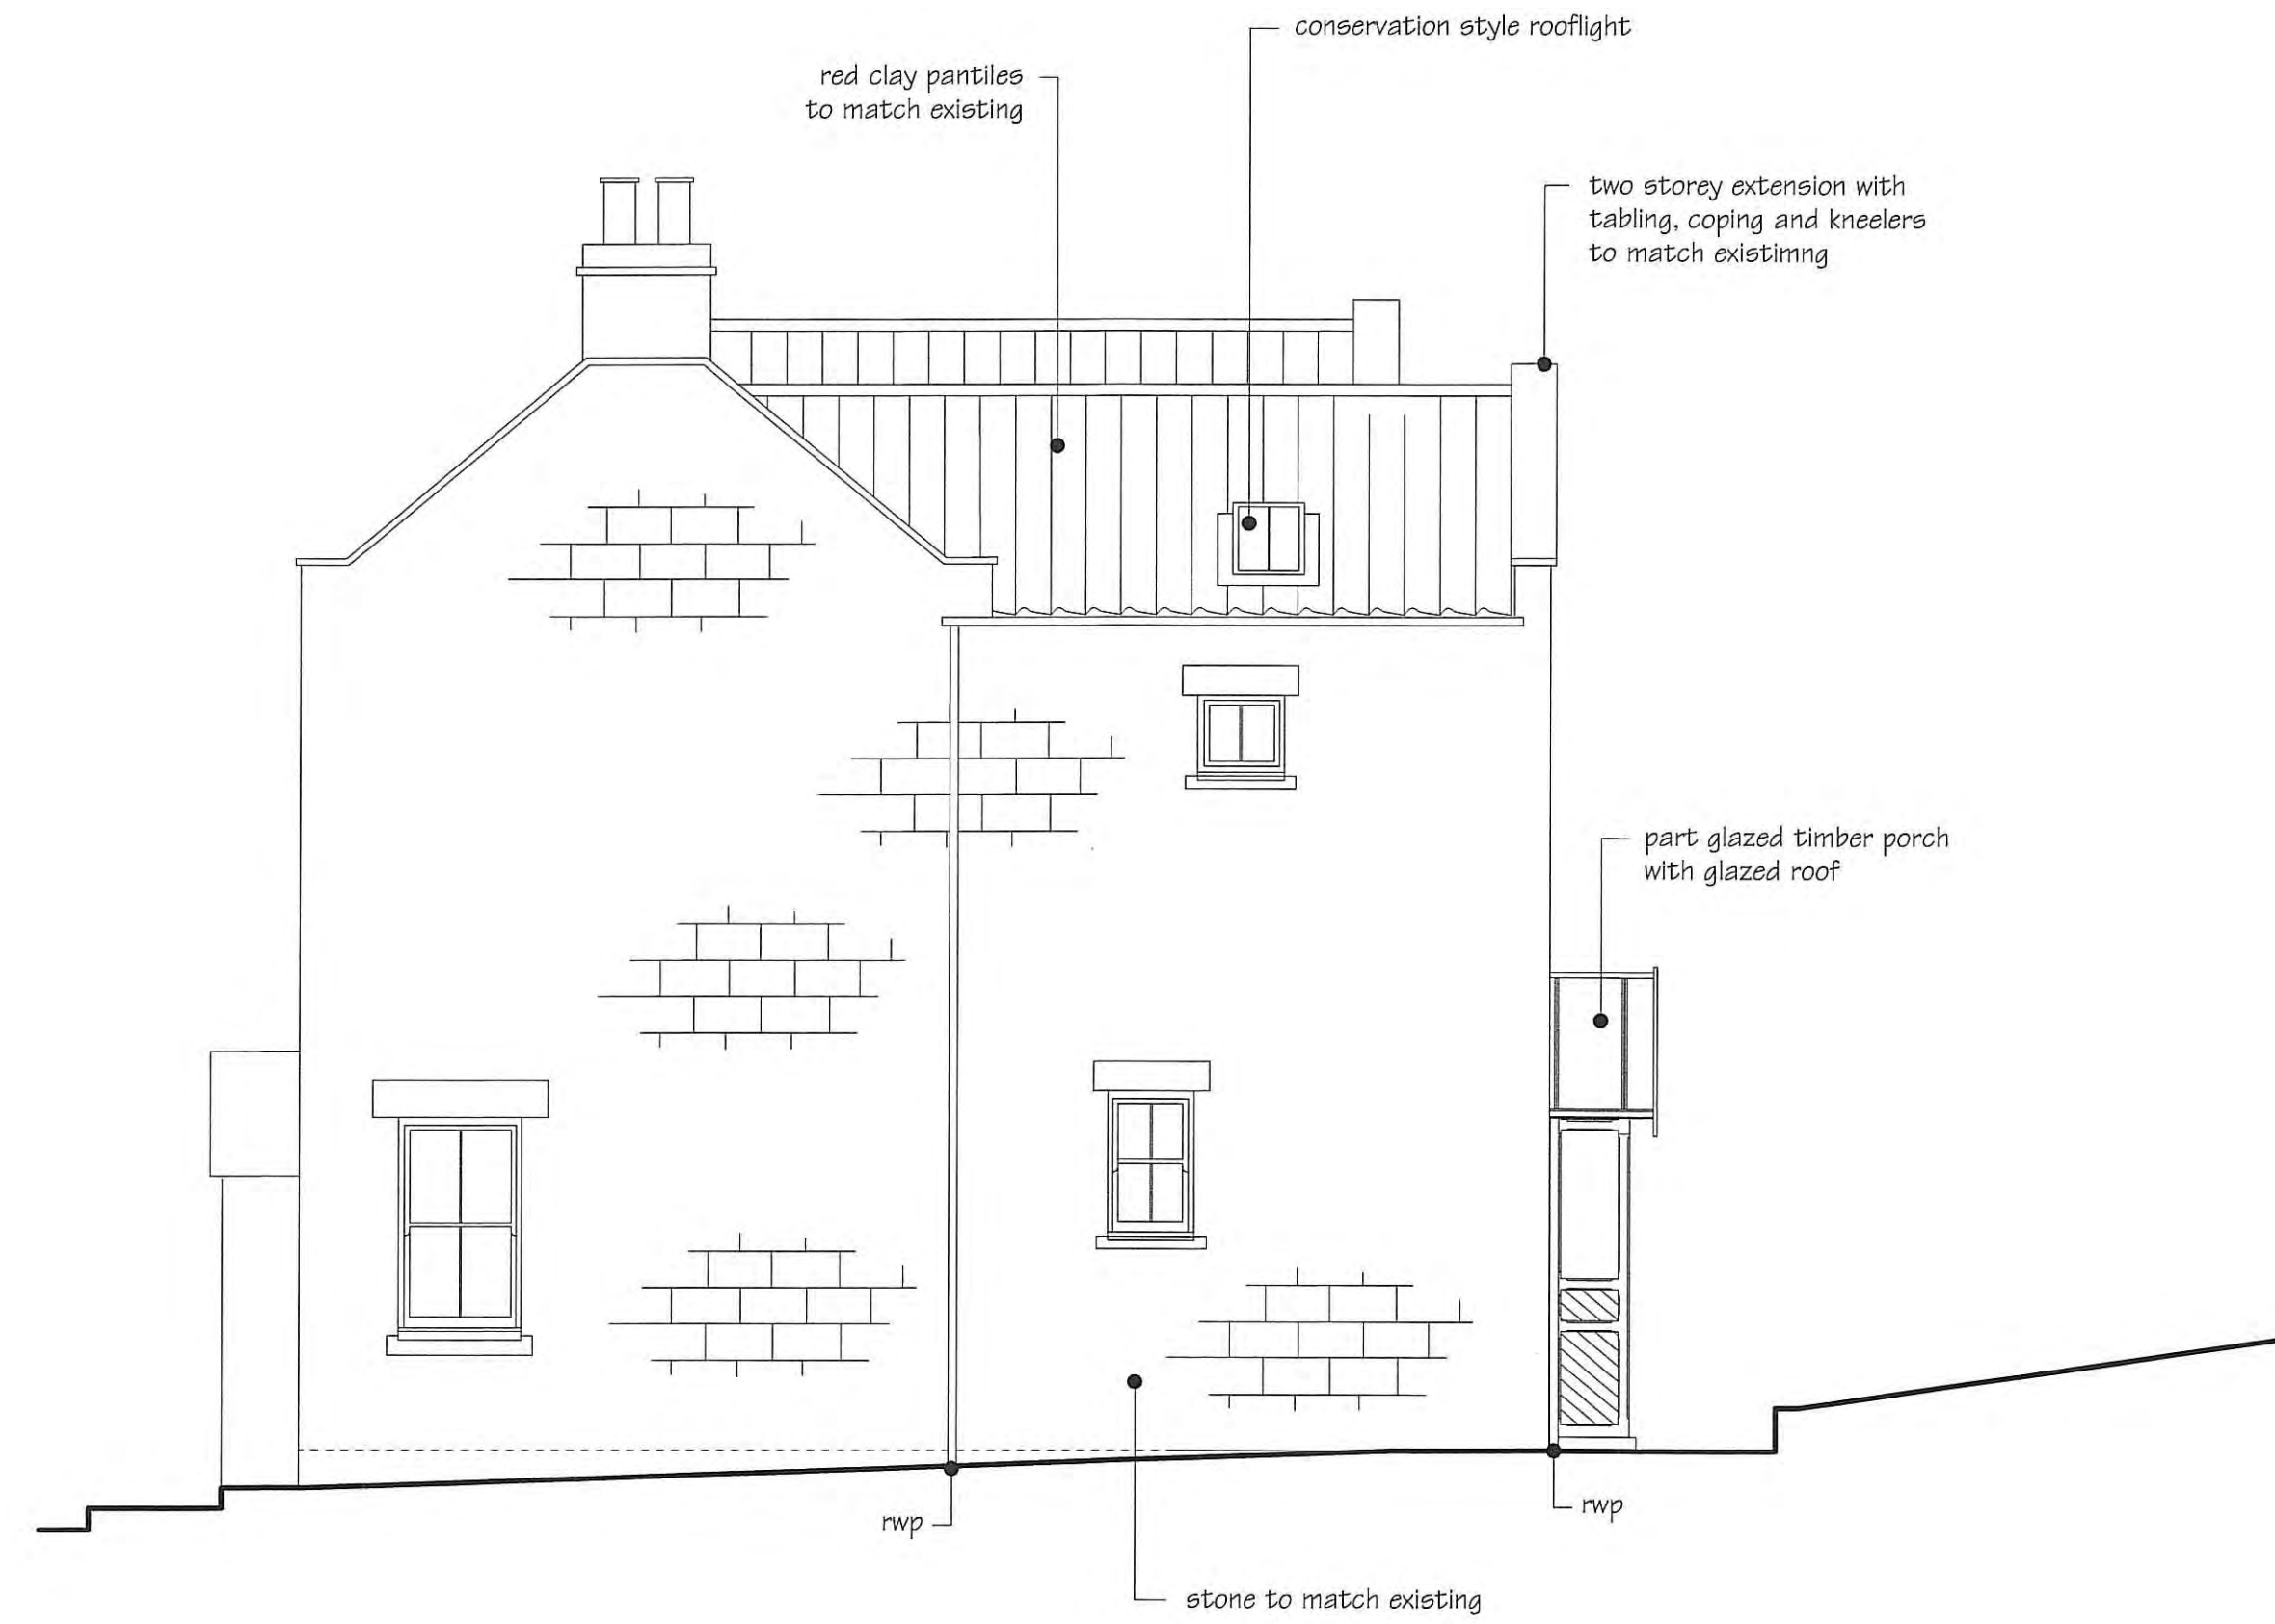 conservation style rooflight
red clay pantiles
to match existing
two storey extension with
tabling, coping and kneelers
to match existimng
part glazed timber porch
with glazed roof
rwp
rwp
stone to match existing